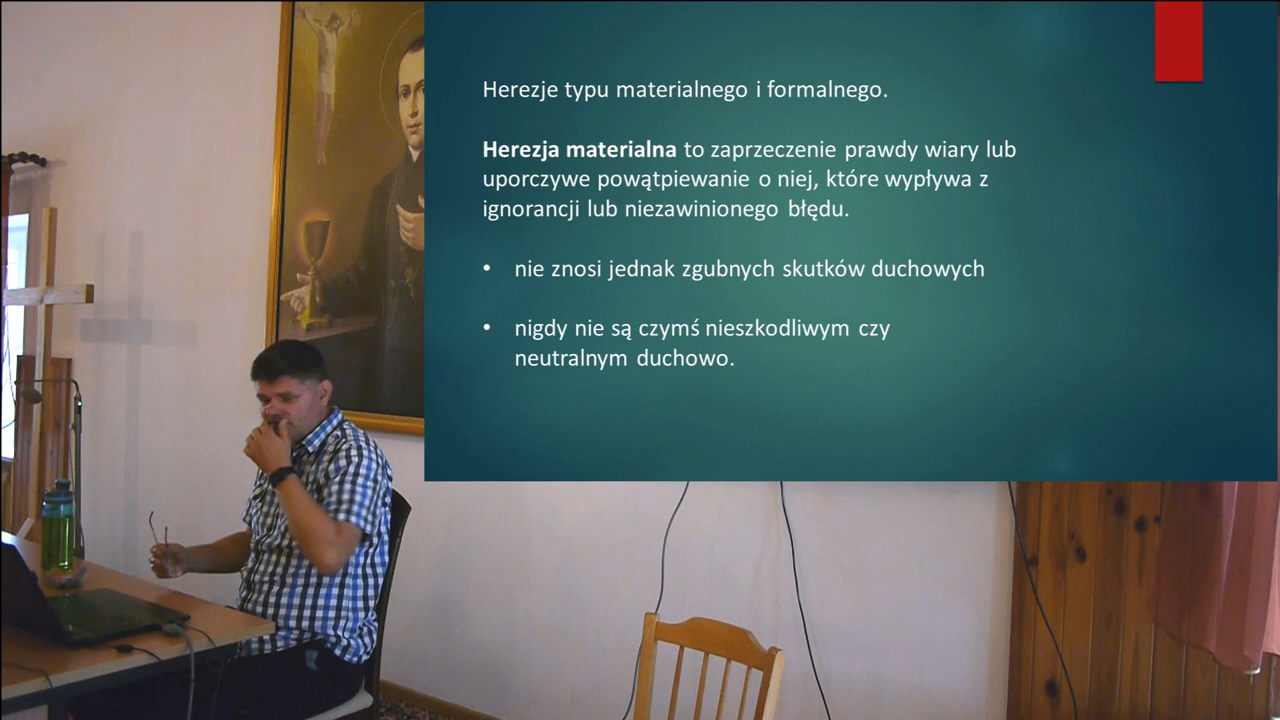 Herezje typu materialnego i formalnego.
Herezja materialna to zaprzeczenie prawdy wiary lub
uporczywe powątpiewanie o niej, które wypływa z
ignorancji lub niezawinionego błędu.
• nie znosi jednak zgubnych skutków duchowych
• nigdy nie są czymś nieszkodliwym czy
neutralnym duchowo.